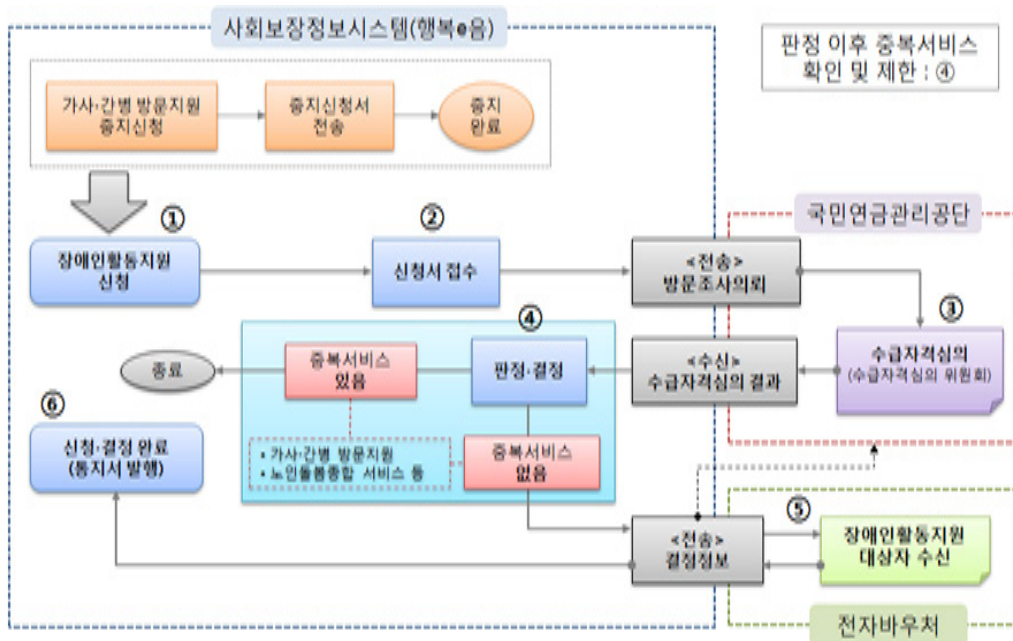 사회보장정보시스템(행복e음)
판정 이후 중복서비스
확인 및 제한 : ④
가사·간병 방문지원
중지신청
중지신청서
전송
중지
완료
국민연금관리공단
①
장애인활동지원
신청
②
신청서 접수
<전송>
방문조사의뢰
③
수급자격심의
(수급자격심의 위원회)
④
<수신>
수급자격심의 결과
판정·결정
중복서비스
있음
종료
⑥
신청·결정 완료
(통지서 발행)
• 가사·간병 방문지원
• 노인돌봄종합 서비스 등
중복서비스
없음
<전송>
결정정보
⑤
장애인활동지원
대상자 수신
전자바우처